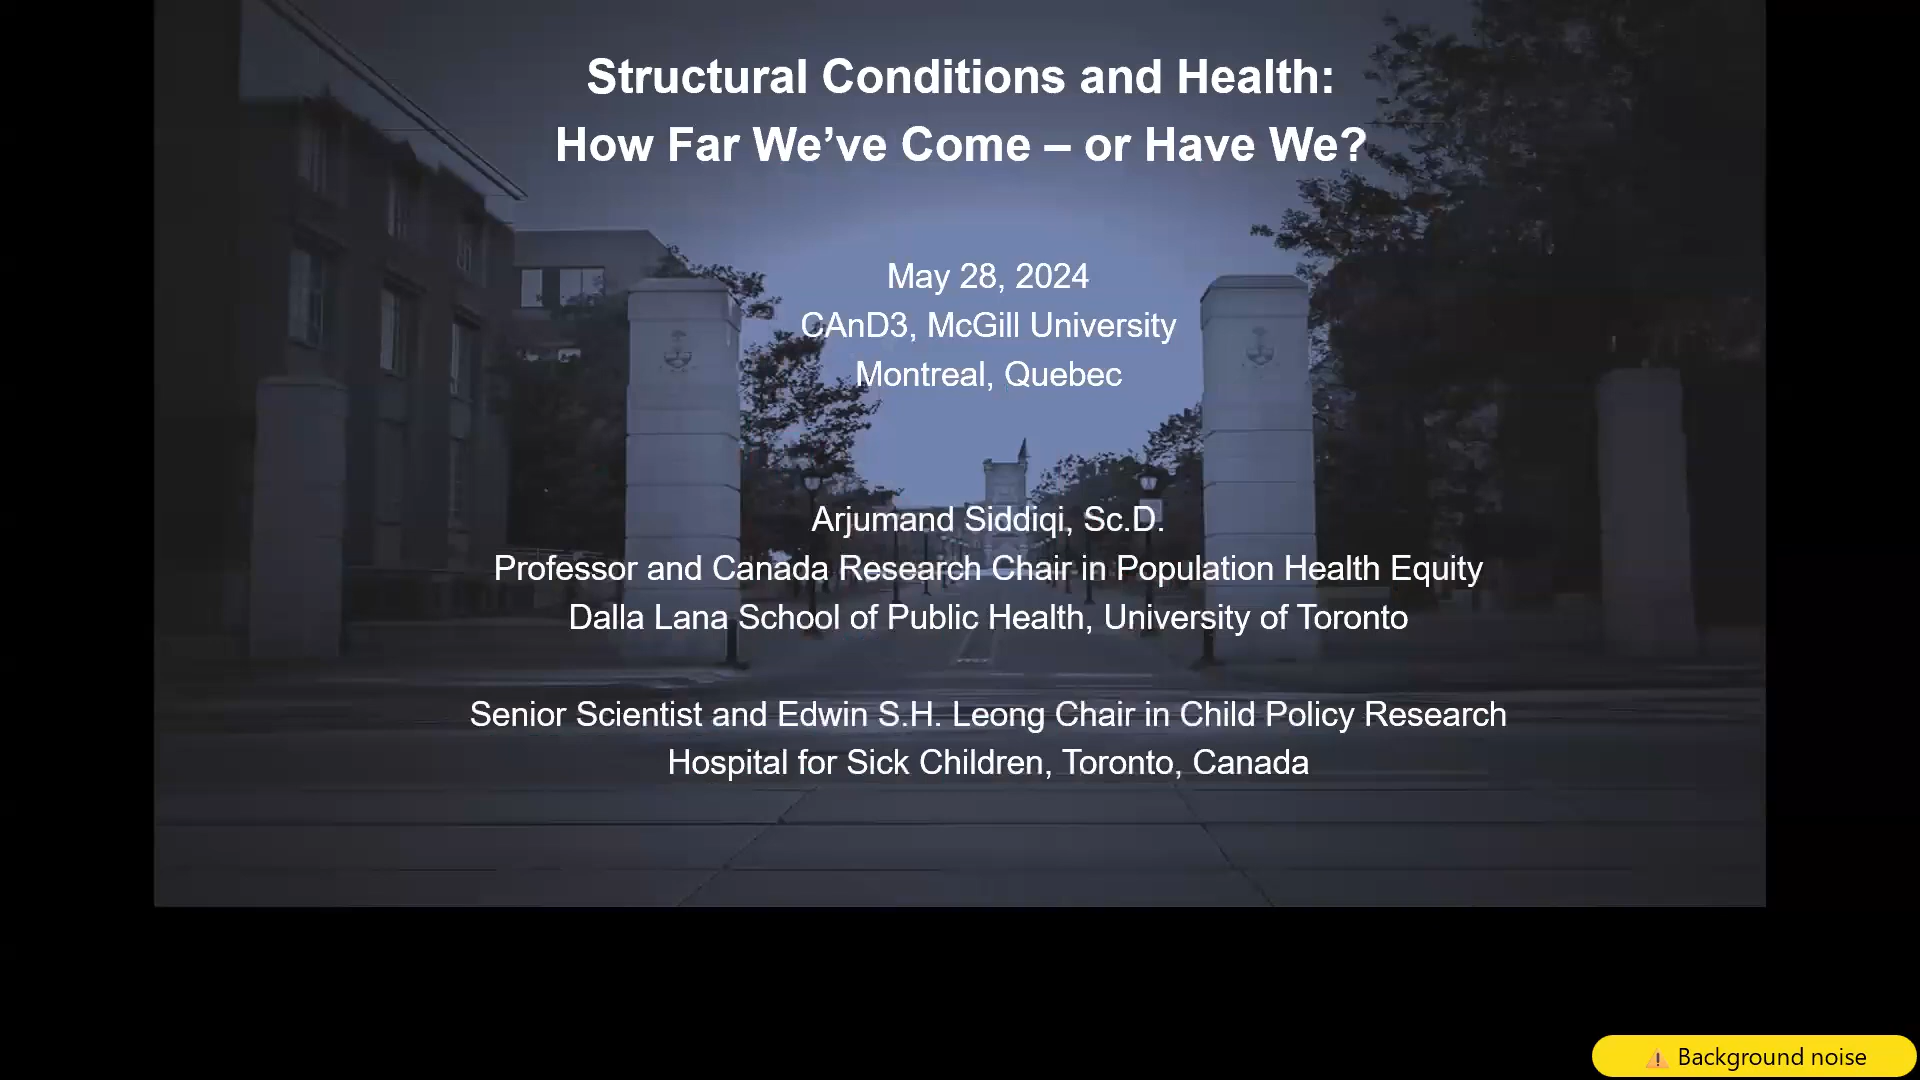 Structural Conditions and Health:
How Far We’ve Come – or Have We?
May 28, 2024
CAnD3, McGill University
Montreal, Quebec
Arjumand Siddiqi, Sc.D.
Professor and Canada Research Chair in Population Health Equity
Dalla Lana School of Public Health, University of Toronto
Senior Scientist and Edwin S.H. Leong Chair in Child Policy Research
Hospital for Sick Children, Toronto, Canada
Background noise